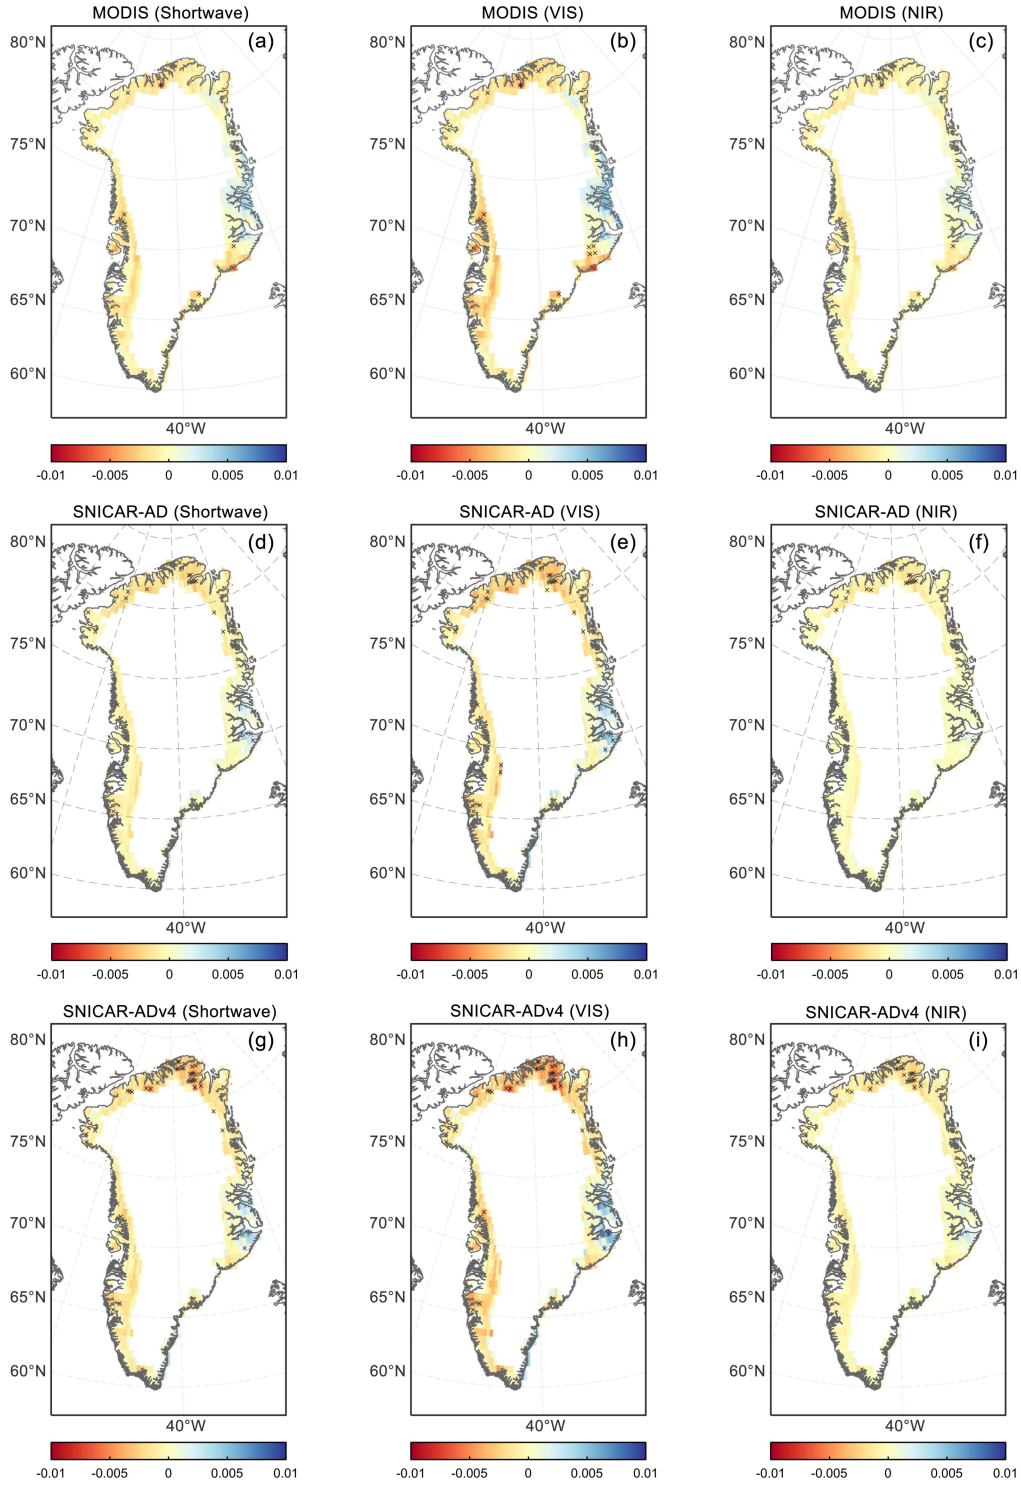 MODIS (Shortwave) MODIS (VIS) MODIS (NIR)
80°N (a) 80°N (b) 80°N (c)
75°N 75°N 75°N
70°N 70°N 70°N
65°N 65°N 65°N
60°N 60°N 60°N
40°W 40°W 40°W
-0.01 -0.005 0 0.005 0.01 -0.01 -0.005 0 0.005 0.01 -0.01 -0.005 0 0.005 0.01
SNICAR-AD (Shortwave) SNICAR-AD (VIS) SNICAR-AD (NIR)
80°N (d) 80°N (e) 80°N (f)
75°N 75°N 75°N
70°N 70°N 70°N
65°N 65°N 65°N
60°N 60°N 60°N
40°W 40°W 40°W
-0.01 -0.005 0 0.005 0.01 -0.01 -0.005 0 0.005 0.01 -0.01 -0.005 0 0.005 0.01
SNICAR-ADv4 (Shortwave) SNICAR-ADv4 (VIS) SNICAR-ADv4 (NIR)
80°N (g) 80°N (h) 80°N (i)
75°N 75°N 75°N
70°N 70°N 70°N
65°N 65°N 65°N
60°N 60°N 60°N
40°W 40°W 40°W
-0.01 -0.005 0 0.005 0.01 -0.01 -0.005 0 0.005 0.01 -0.01 -0.005 0 0.005 0.01